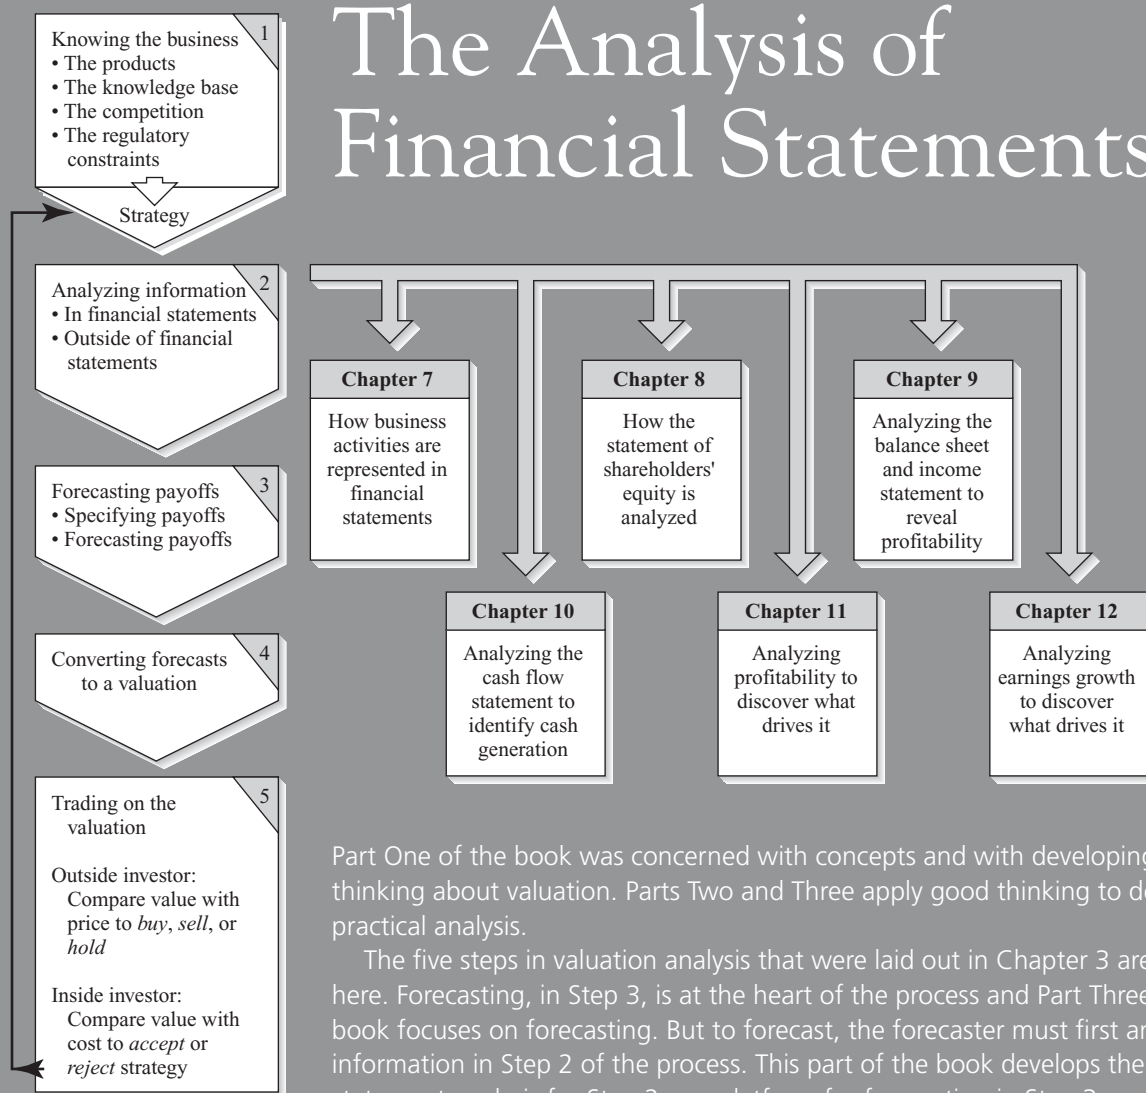 The Analysis of
Financial Statements
1
Knowing the business
• The products
• The knowledge base
• The competition
• The regulatory
constraints
Strategy
2
Analyzing information
• In financial statements
• Outside of financial
statements
3
Forecasting payoffs
• Specifying payoffs
• Forecasting payoffs
4
Converting forecasts
to a valuation
5
Trading on the
valuation
Outside investor:
Compare value with
price to buy, sell, or
hold
Inside investor:
Compare value with
cost to accept or
reject strategy
Chapter 7
How business
activities are
represented in
financial
statements
Chapter 8
How the
statement of
shareholders'
equity is
analyzed
Chapter 9
Analyzing the
balance sheet
and income
statement to
reveal
profitability
Chapter 10
Analyzing the
cash flow
statement to
identify cash
generation
Chapter 11
Analyzing
profitability to
discover what
drives it
Chapter 12
Analyzing
earnings growth
to discover
what drives it
Part One of the book was concerned with concepts and with developing
thinking about valuation. Parts Two and Three apply good thinking to
practical analysis.
The five steps in valuation analysis that were laid out in Chapter 3 are
here. Forecasting, in Step 3, is at the heart of the process and Part Three
book focuses on forecasting. But to forecast, the forecaster must first
information in Step 2 of the process. This part of the book develops the